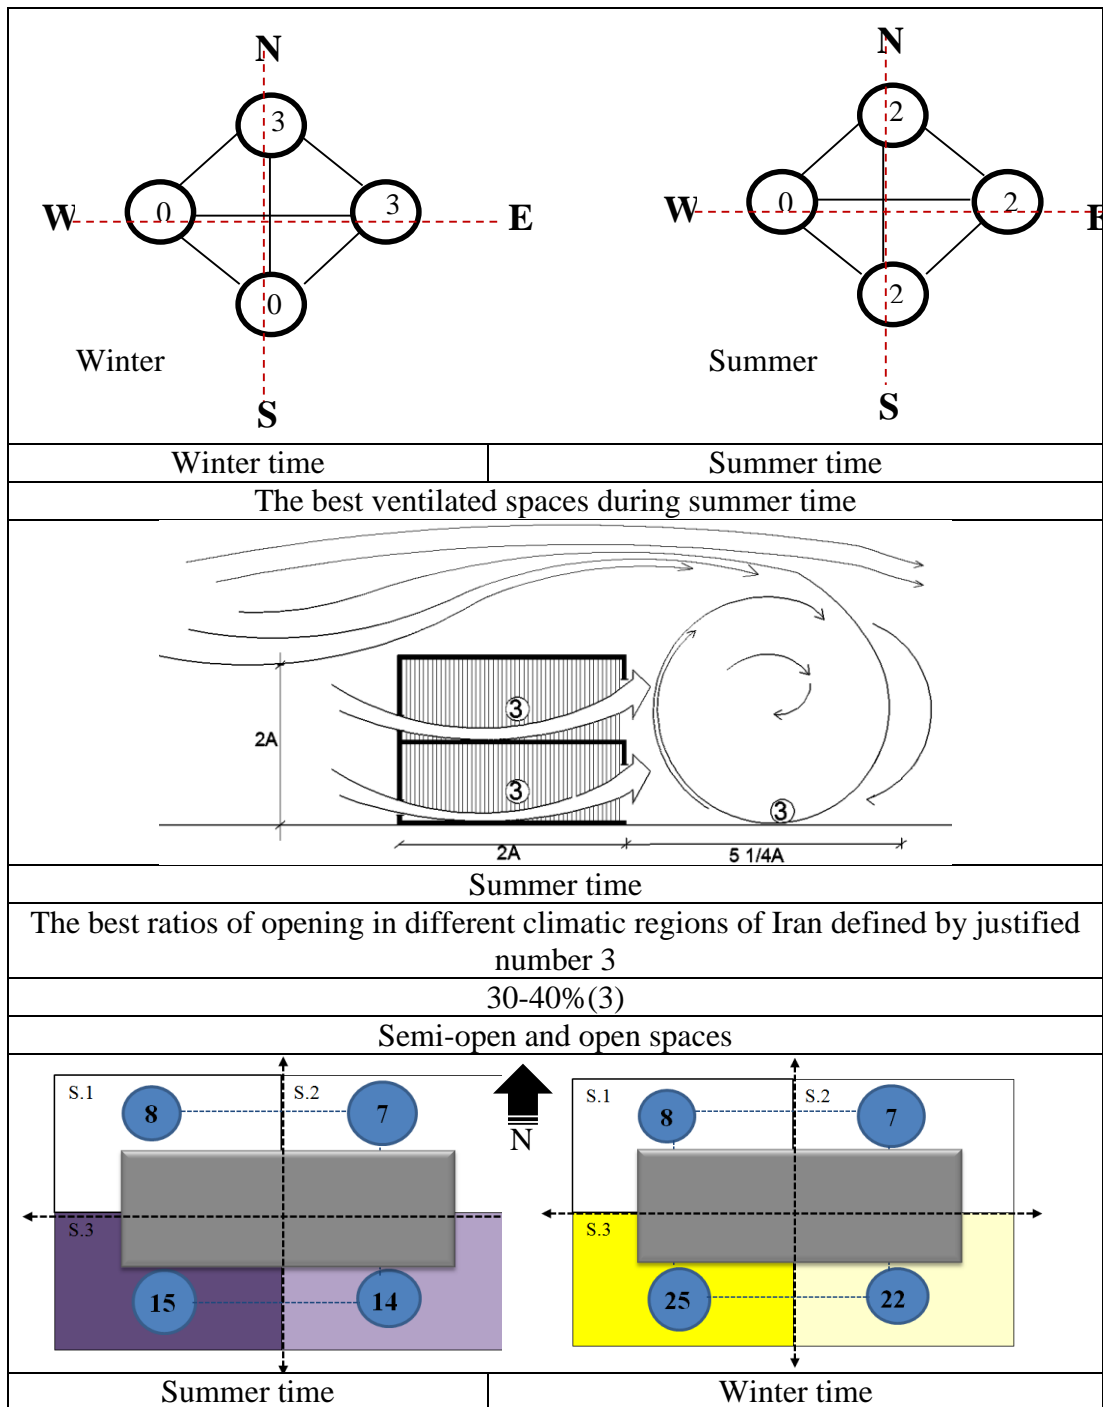 N
N
3
2
W
0
3
E
W
0
2
E
0
2
Winter
Summer
S
S
Winter time
Summer time
The best ventilated spaces during summer time
2A
3
3
3
2A
5 1/4A
Summer time
The best ratios of opening in different climatic regions of Iran defined by justified
number 3
30-40%(3)
Semi-open and open spaces
S.1
8
S.2
7
N
S.1
8
S.2
7
S.3
15
14
S.3
25
22
Summer time
Winter time